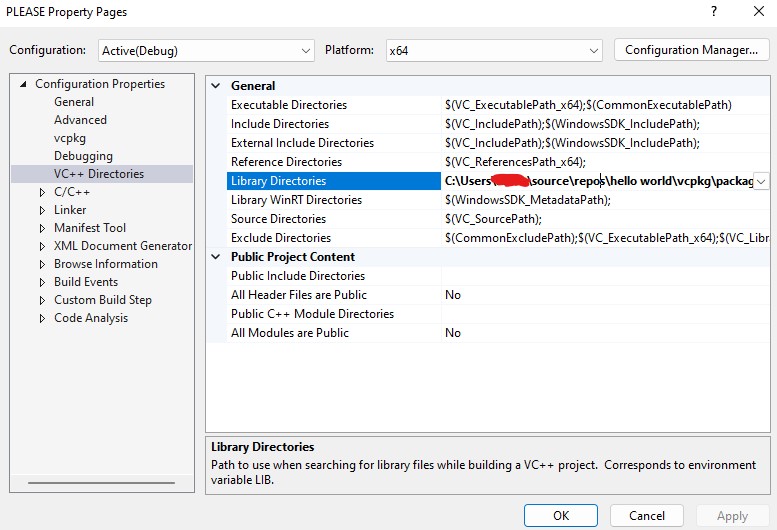 PLEASE Property Pages
?
Configuration: Active(Debug) Platform: x64 Configuration Manager...
Configuration Properties
General
Advanced
vcpkg
Debugging
VC++ Directories
C/C++
Linker
Manifest Tool
XML Document Generator
Browse Information
Build Events
Custom Build Step
Code Analysis
General
Executable Directories $(VC_ExecutablePath_x64);$(CommonExecutablePath)
Include Directories $(VC_IncludePath);$(WindowsSDK_IncludePath);
External Include Directories $(VC_IncludePath);$(WindowsSDK_IncludePath);
Reference Directories $(VC_ReferencesPath_x64);
Library Directories C:\Users\ \source\repos\hello world\vcpkg\packag
Library WinRT Directories $(WindowsSDK_MetadataPath);
Source Directories $(VC_SourcePath);
Exclude Directories $(CommonExcludePath);$(VC_ExecutablePath_x64);$(VC_Libr
Public Project Content
Public Include Directories
All Header Files are Public No
Public C++ Module Directories
All Modules are Public No
Library Directories
Path to use when searching for library files while building a VC++ project. Corresponds to environment
variable LIB.
OK Cancel Apply